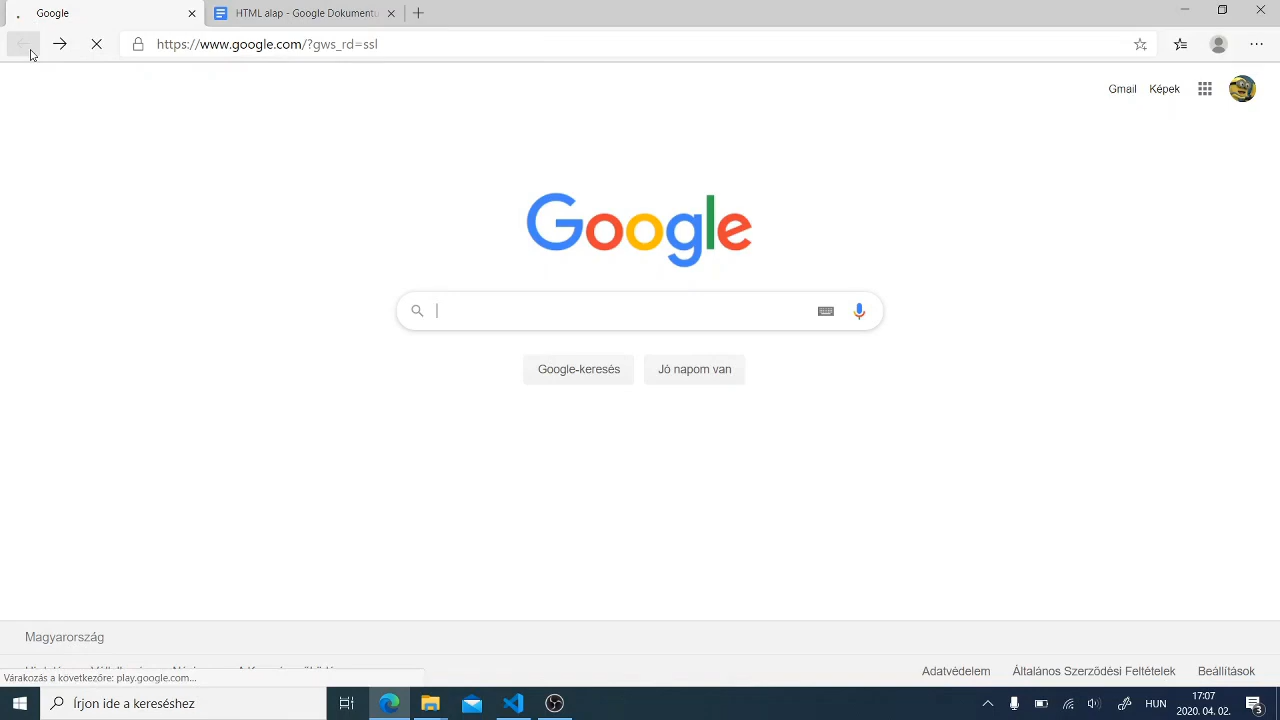 Google
HTML alap - Google Dokumentu
https://www.google.com/?gws_rd=ssl
Gmail
Képek
Google
Google-keresés
Jó napom van
Magyarország
Adatvédelem
Általános Szerződési Feltételek
Beállítások
Várakozás a következőre: play.google.com...
Írjon ide a kereséshez
HUN
17:07
2020. 04. 02.
3